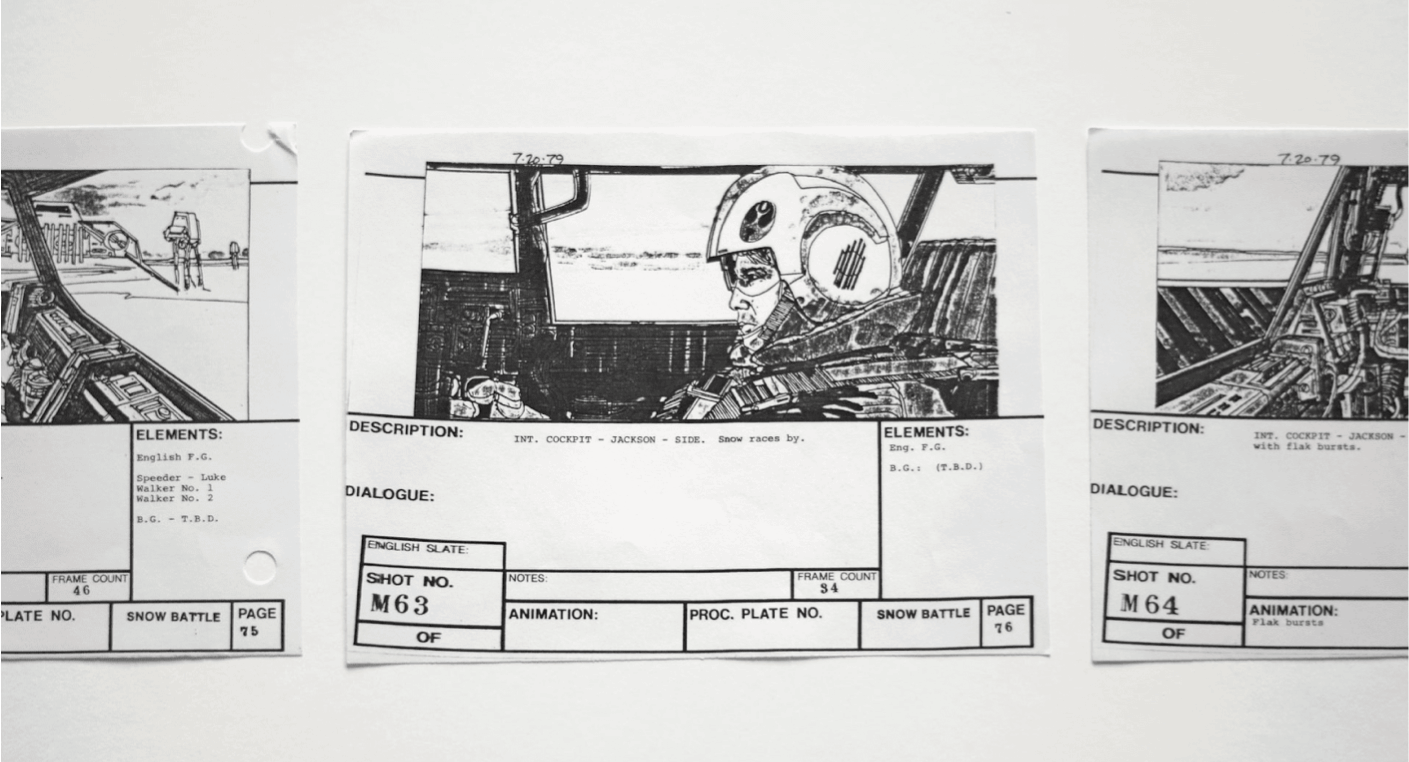 ELEMENTS:
English F.G.
Speeder - Luke
Walker No. 1
Walker No. 2
B.G. - T.B.D.
FRAME COUNT
46
PLATE NO.
SNOW BATTLE
PAGE
75
7·20·79
DESCRIPTION:
INT. COCKPIT - JACKSON - SIDE. Snow races by.
ELEMENTS:
Eng. F.G.
B.G.: (T.B.D.)
DIALOGUE:
ENGLISH SLATE:
SHOT NO.
M63
OF
NOTES:
FRAME COUNT
34
ANIMATION:
PROC. PLATE NO.
SNOW BATTLE
PAGE
76
7·20·79
DESCRIPTION:
INT. COCKPIT - JACKSON -
with flak bursts.
DIALOGUE:
ENGLISH SLATE:
SHOT NO.
M64
OF
NOTES:
ANIMATION:
Flak bursts